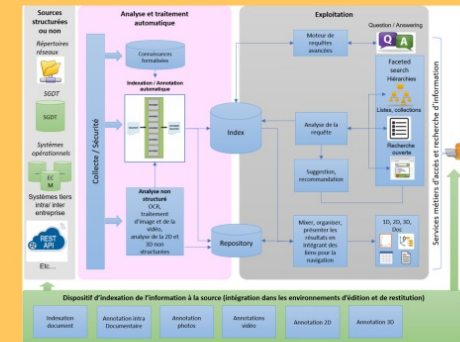 Sources
structurées
ou non
Répertoires
réseaux
SGDT
SGDT
Systèmes
opérationnels
EC
M
Systèmes tiers
intra/ inter
entreprise
REST
API
Etc...
Analyse et traitement
automatique
Collecte / Sécurité
Connaissances
formalisées
Indexation / Annotation
automatique
Analyse non
structuré
OCR,
traitement
d'image et de la
vidéo,
analyse de la 2D et
3D non
structurées
Index
Repository
Exploitation
Moteur de
requêtes
avancées
Analyse de la
requête
Suggestion,
recommandation
Mixer, organiser,
présenter les
résultats en
intégrant des
liens pour la
navigation
Question / Answering
Q A
Faceted
search
Hiérarchies
Listes, collections
Recherche
ouverte
1D, 2D, 3D,
Doc
Services métiers d'accès et recherche d'information
Dispositif d'indexation de l'information à la source (intégration dans les environnements d'édition et de restitution)
Indexation
document
Annotation intra
Documentaire
Annotation
photos
Annotations
vidéo
Annotation 2D
Annotation 3D